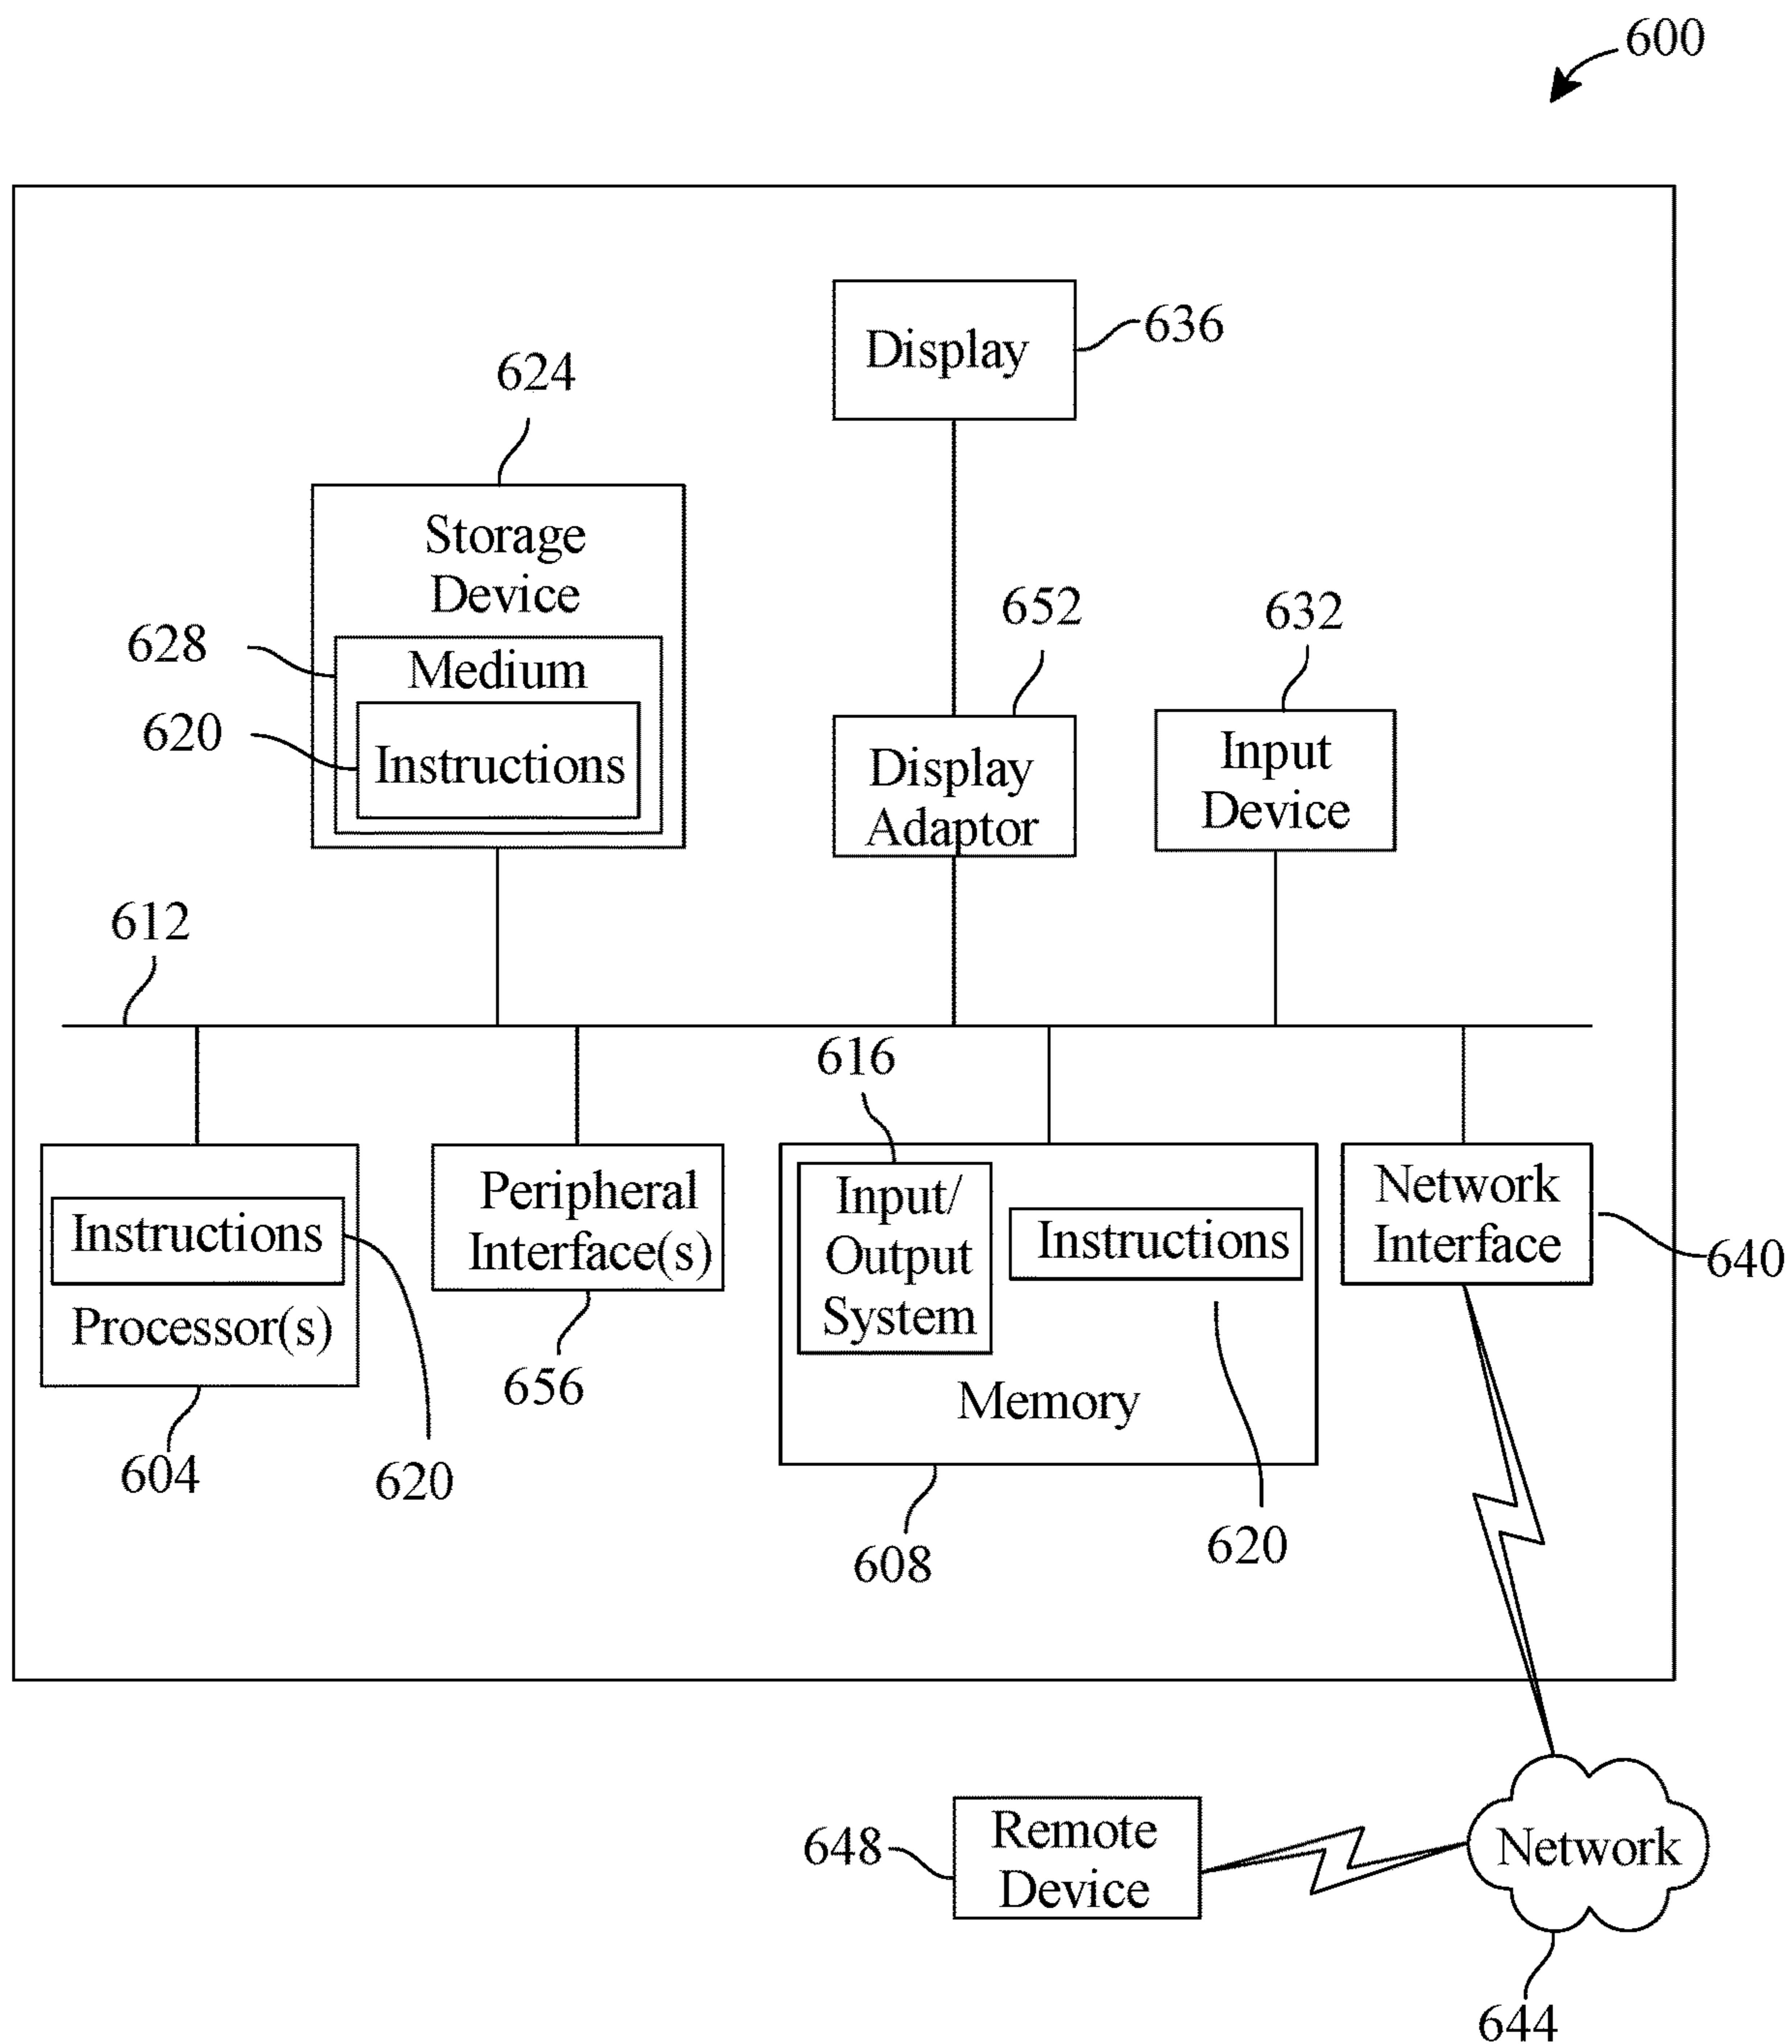 600
Display
636
624
Storage
Device
628
Medium
620
Instructions
652
Display
Adaptor
632
Input
Device
612
616
Instructions
Processor(s)
604
620
Peripheral
Interface(s)
656
Input/
Output
System
Instructions
Memory
608
620
Network
Interface
640
648
Remote
Device
Network
644